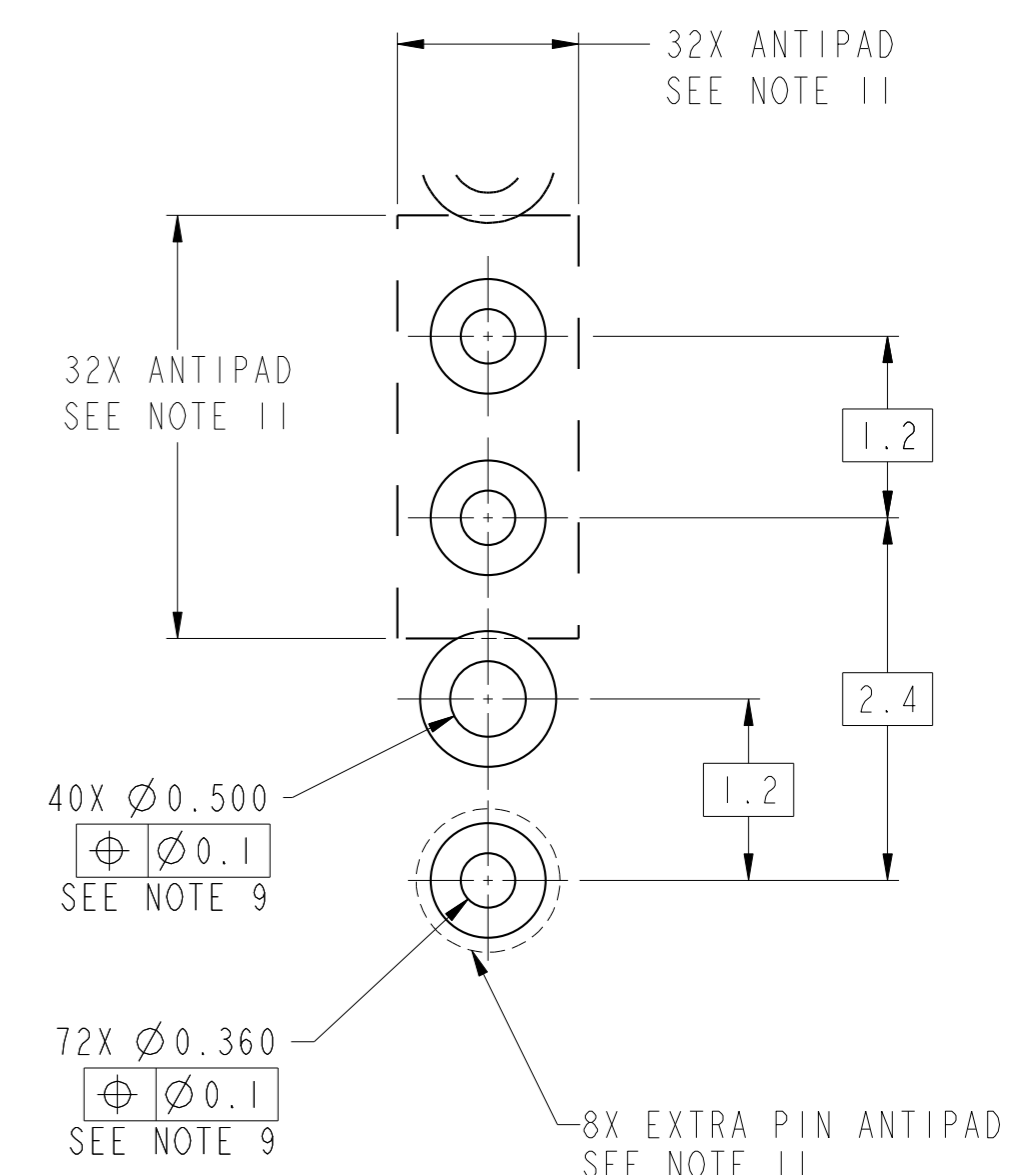 32X ANTIPAD
SEE NOTE 11
32X ANTIPAD
SEE NOTE 11
1.2
2.4
1.2
40X ∅0.500
⌖ ∅0.1
SEE NOTE 9
72X ∅0.360
⌖ ∅0.1
SEE NOTE 9
8X EXTRA PIN ANTIPAD
SEE NOTE 11